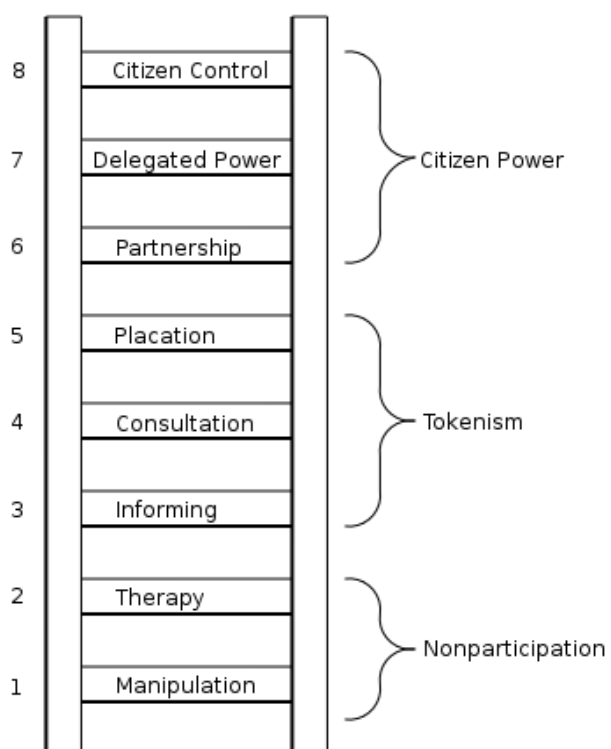 8 Citizen Control
7 Delegated Power
Citizen Power
6 Partnership
5 Placation
4 Consultation
Tokenism
3 Informing
2 Therapy
Nonparticipation
1 Manipulation